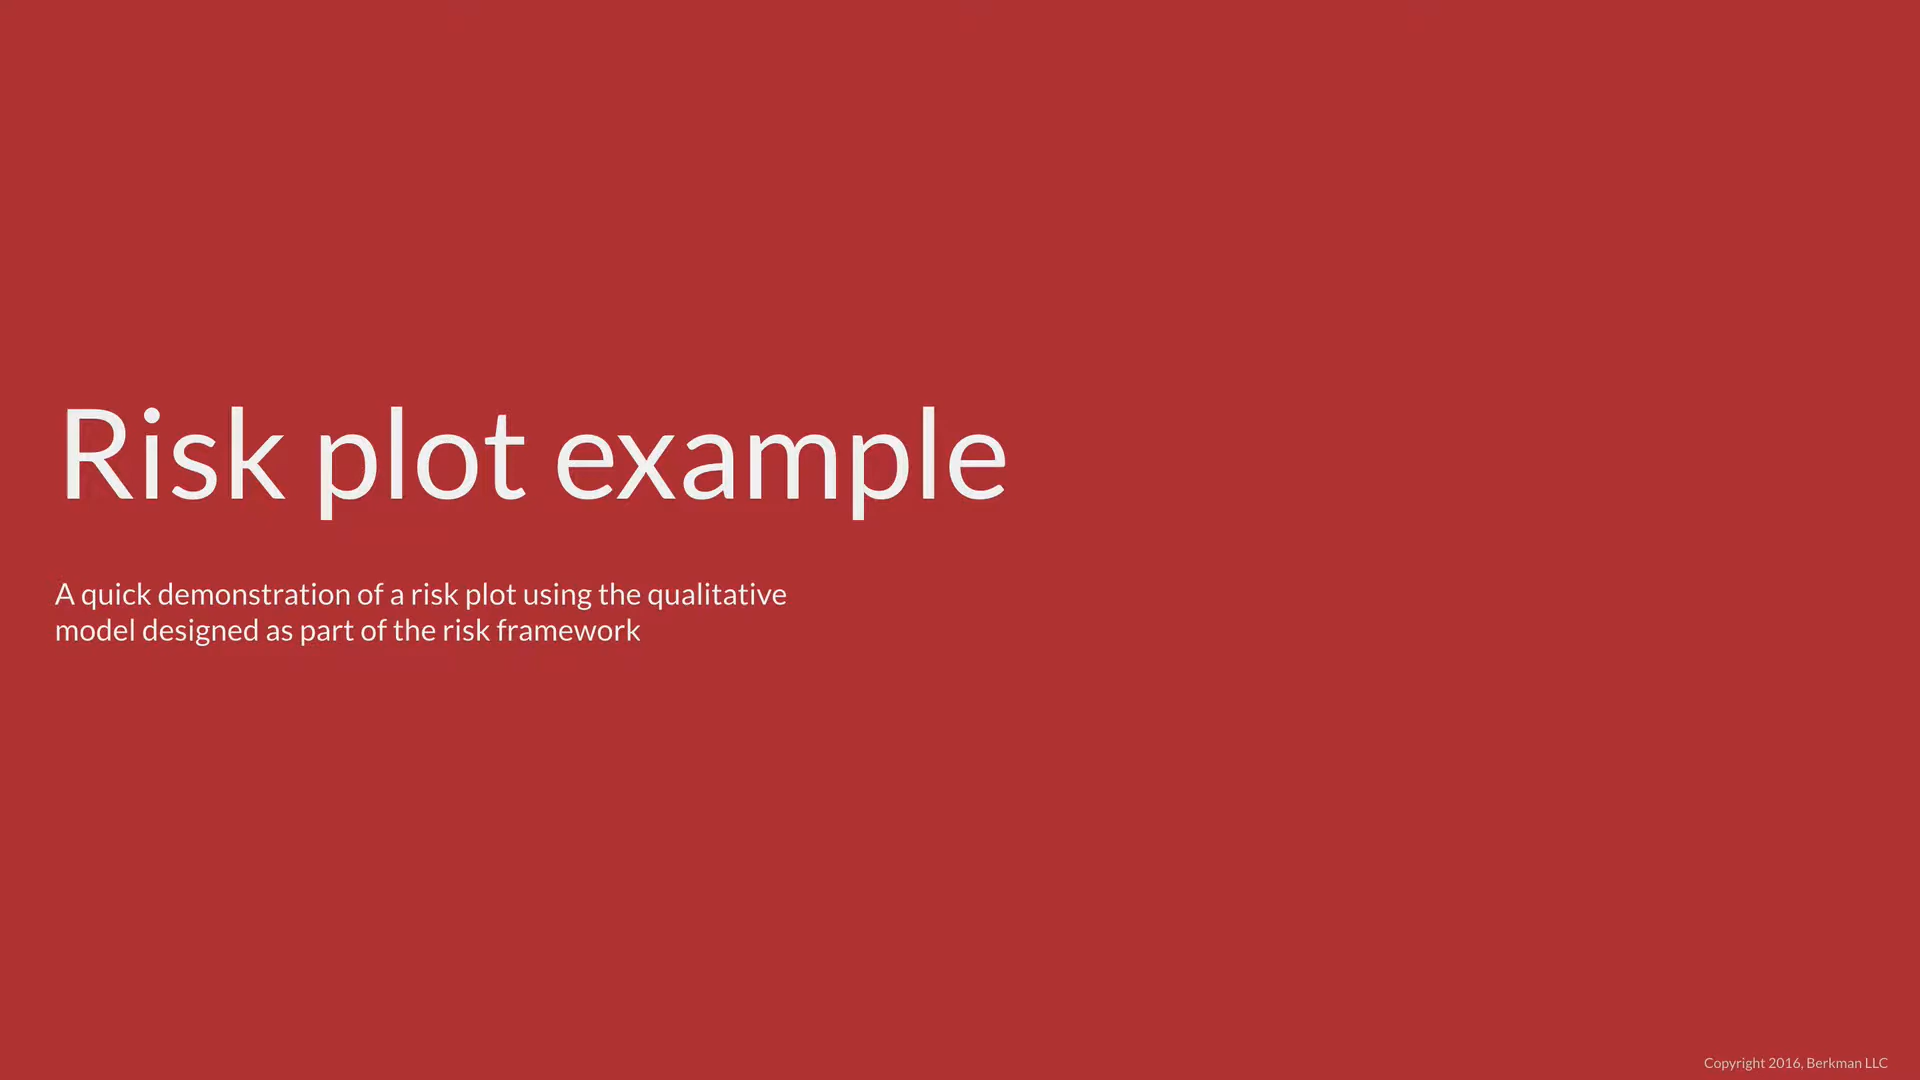 Risk plot example
A quick demonstration of a risk plot using the qualitative
model designed as part of the risk framework
Copyright 2016, Berkman LLC